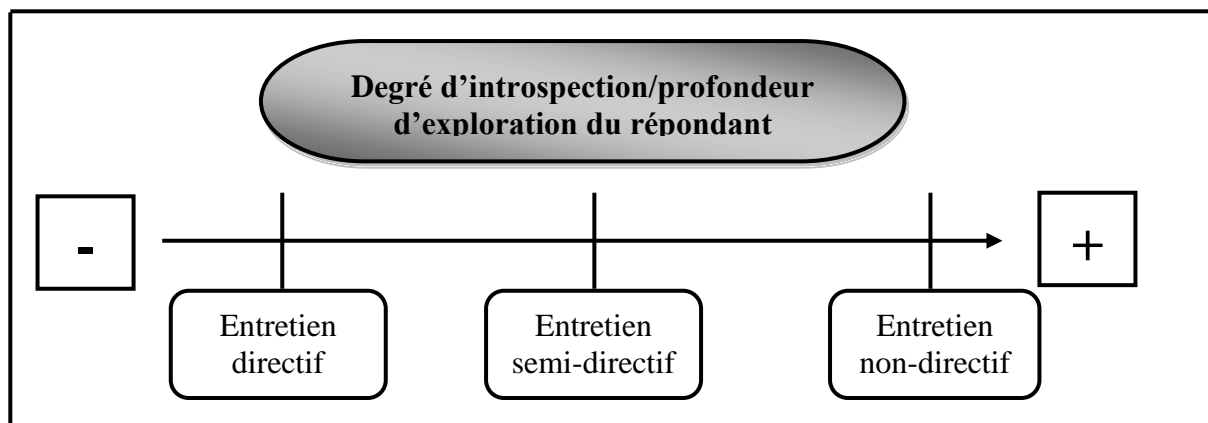 Degré d’introspection/profondeur
d’exploration du répondant
-
+
Entretien
directif
Entretien
semi-directif
Entretien
non-directif